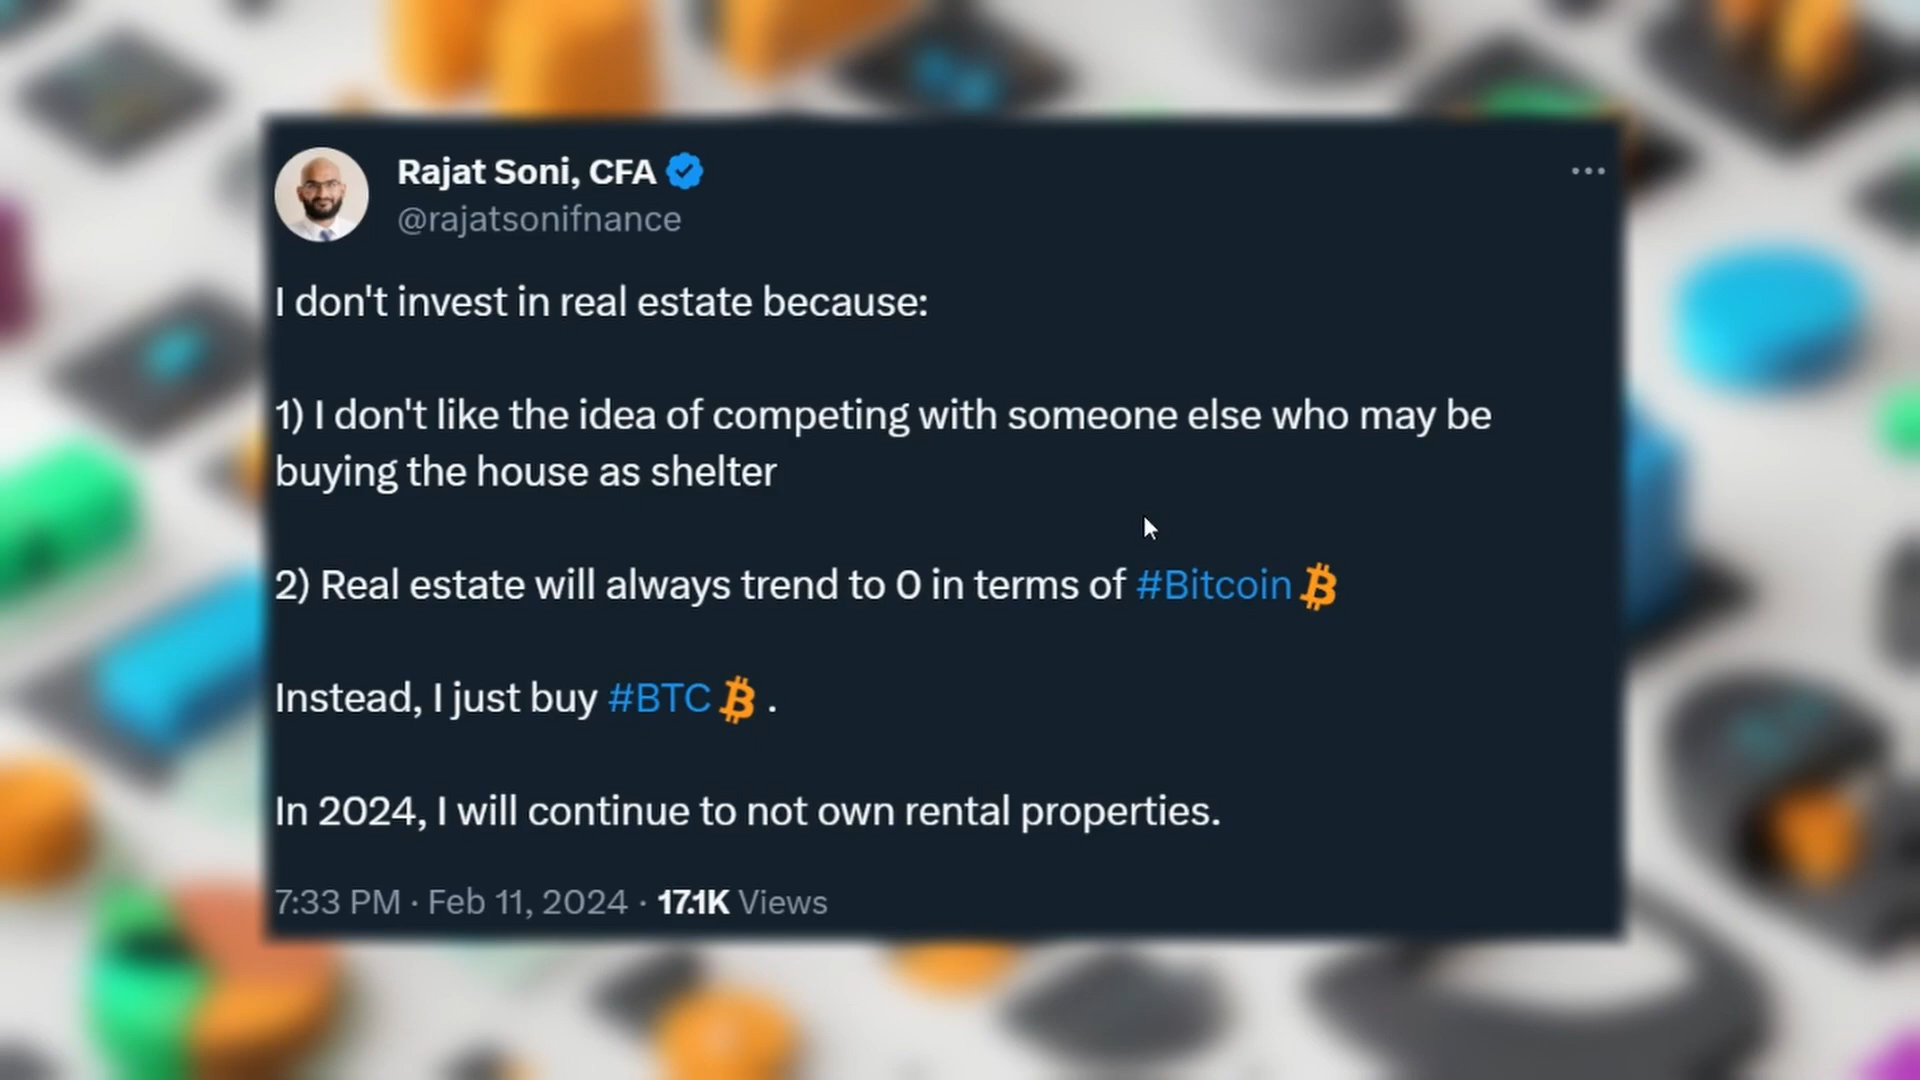 Rajat Soni, CFA
@rajatsonifnance
I don't invest in real estate because:
1) I don't like the idea of competing with someone else who may be
buying the house as shelter
2) Real estate will always trend to 0 in terms of #Bitcoin
Instead, I just buy #BTC .
In 2024, I will continue to not own rental properties.
7:33 PM · Feb 11, 2024 · 17.1K Views